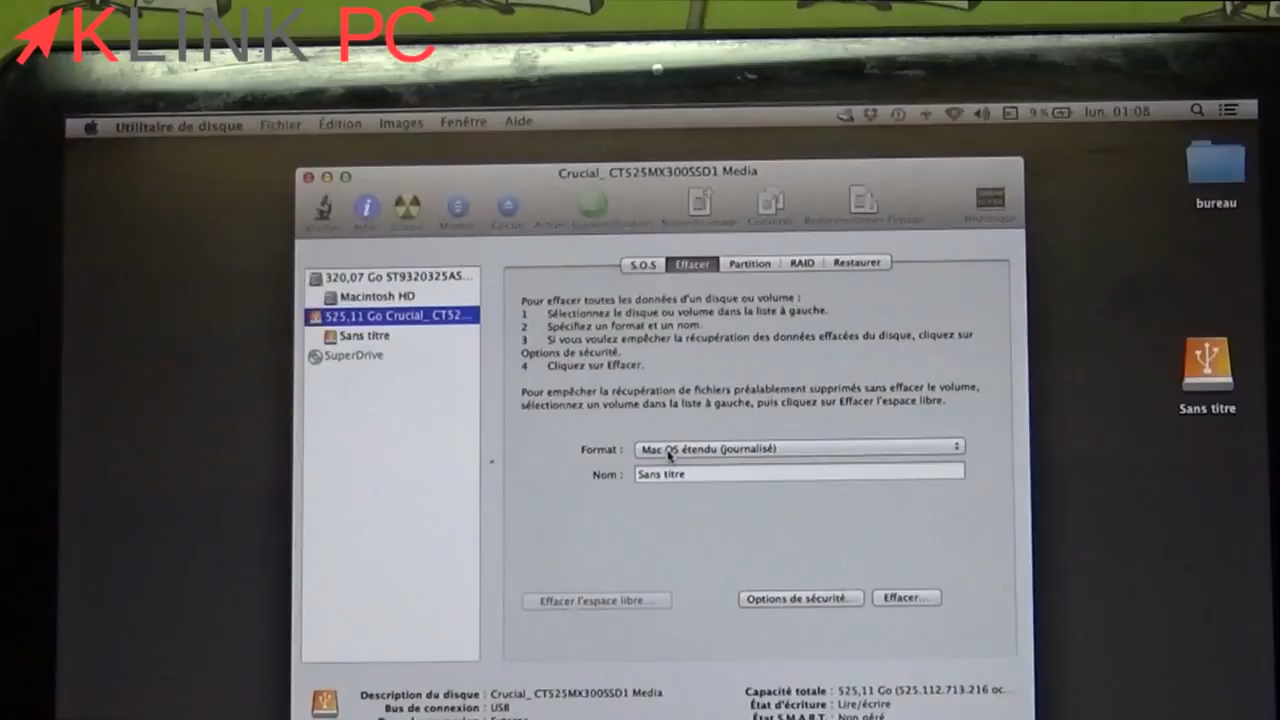 KLINK PC
Utilitaire de disque Fichier Édition Images Fenêtre Aide 9 % lun. 01:08
Crucial_ CT525MX300SSD1 Media
bureau
S.O.S Effacer Partition RAID Restaurer
320,07 Go ST9320325AS...
Macintosh HD
525,11 Go Crucial_ CT52...
Sans titre
SuperDrive
Pour effacer toutes les données d'un disque ou volume :
1 Sélectionnez le disque ou volume dans la liste à gauche.
2 Spécifiez un format et un nom.
3 Si vous voulez empêcher la récupération des données effacées du disque, cliquez sur
Options de sécurité.
4 Cliquez sur Effacer.
Pour empêcher la récupération de fichiers préalablement supprimés sans effacer le volume,
sélectionnez un volume dans la liste à gauche, puis cliquez sur Effacer l'espace libre.
Sans titre
Format : Mac OS étendu (journalisé)
Nom : Sans titre
Effacer l'espace libre... Options de sécurité... Effacer...
Description du disque : Crucial_ CT525MX300SSD1 Media
Bus de connexion : USB
Capacité totale : 525,11 Go (525.112.713.216 oc...
État d'écriture : Lire/écrire
État S.M.A.R.T. : Non géré